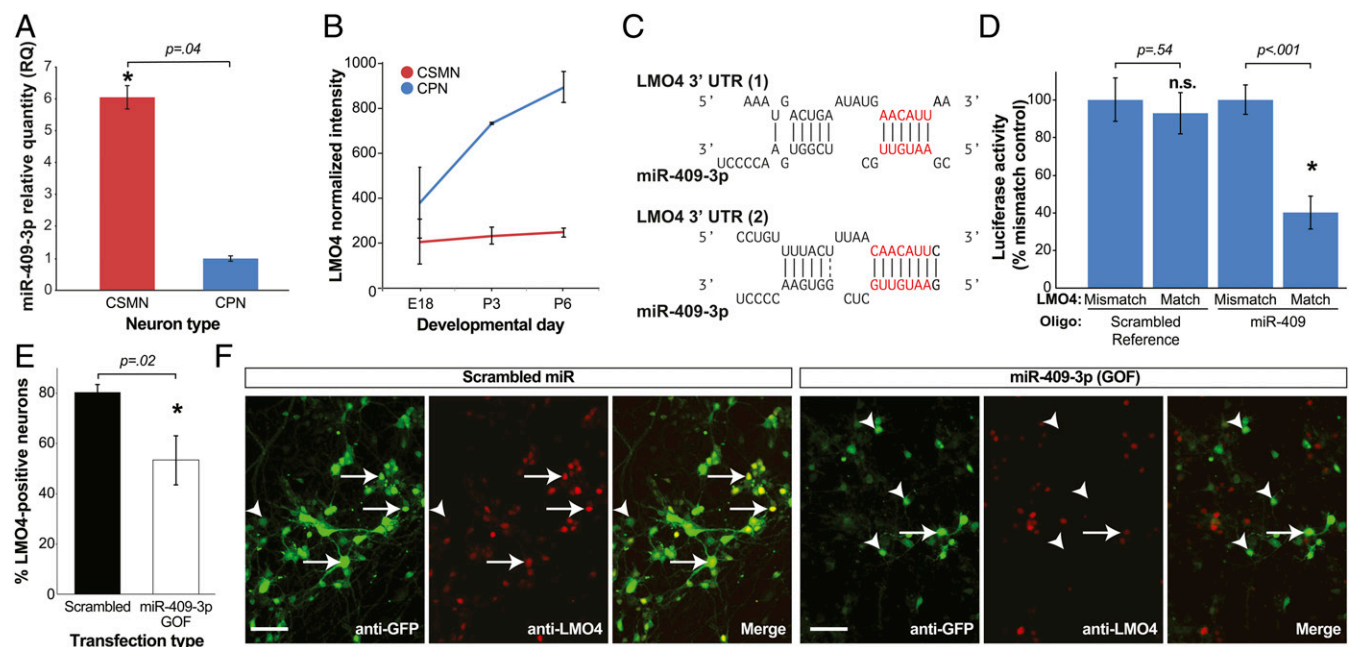 A
p=.04
miR-409-3p relative quantity (RQ)
7
6
5
4
3
2
1
0
*
CSMN
CPN
Neuron type
B
CSMN
CPN
LMO4 normalized intensity
1000
800
600
400
200
0
E18
P3
P6
Developmental day
C
LMO4 3' UTR (1)
5' AAA G AUAUG AA 3'
U ACTGA AACAUU
3' A UGGCU UUGUAA 5'
UCCCCA G CG GC
miR-409-3p
LMO4 3' UTR (2)
5' CCUGU UUAA 3'
UUUACU CAACAUUC
3' AAGUGG GUUGUAAG 5'
UCCCC CUC
miR-409-3p
D
p=.54
p<.001
n.s.
*
Luciferase activity
(% mismatch control)
100
80
60
40
20
0
LMO4: Mismatch Match Mismatch Match
Oligo: Scrambled Reference miR-409
E
p=.02
*
% LMO4-positive neurons
80
60
40
20
0
Scrambled
miR-409-3p
GOF
Transfection type
F
Scrambled miR
miR-409-3p (GOF)
anti-GFP
anti-LMO4
Merge
anti-GFP
anti-LMO4
Merge